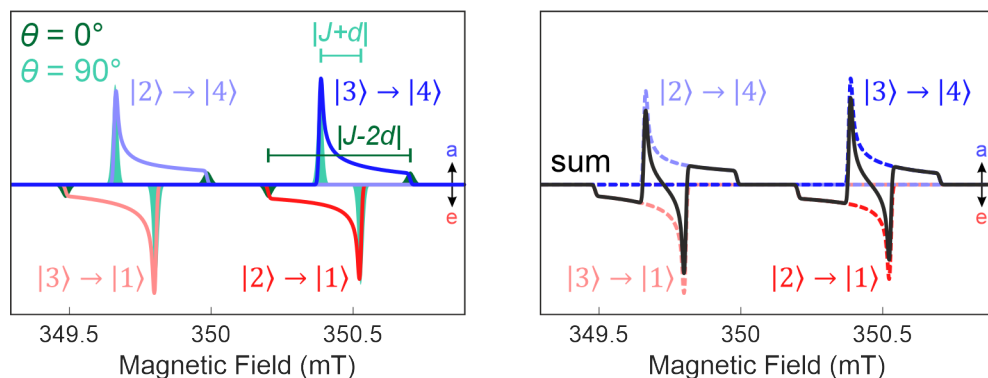 θ = 0°
θ = 90°
|J+d|
|2⟩ → |4⟩
|3⟩ → |4⟩
|J-2d|
a
e
|3⟩ → |1⟩
|2⟩ → |1⟩
349.5
350
350.5
Magnetic Field (mT)
|2⟩ → |4⟩
|3⟩ → |4⟩
sum
a
e
|3⟩ → |1⟩
|2⟩ → |1⟩
349.5
350
350.5
Magnetic Field (mT)